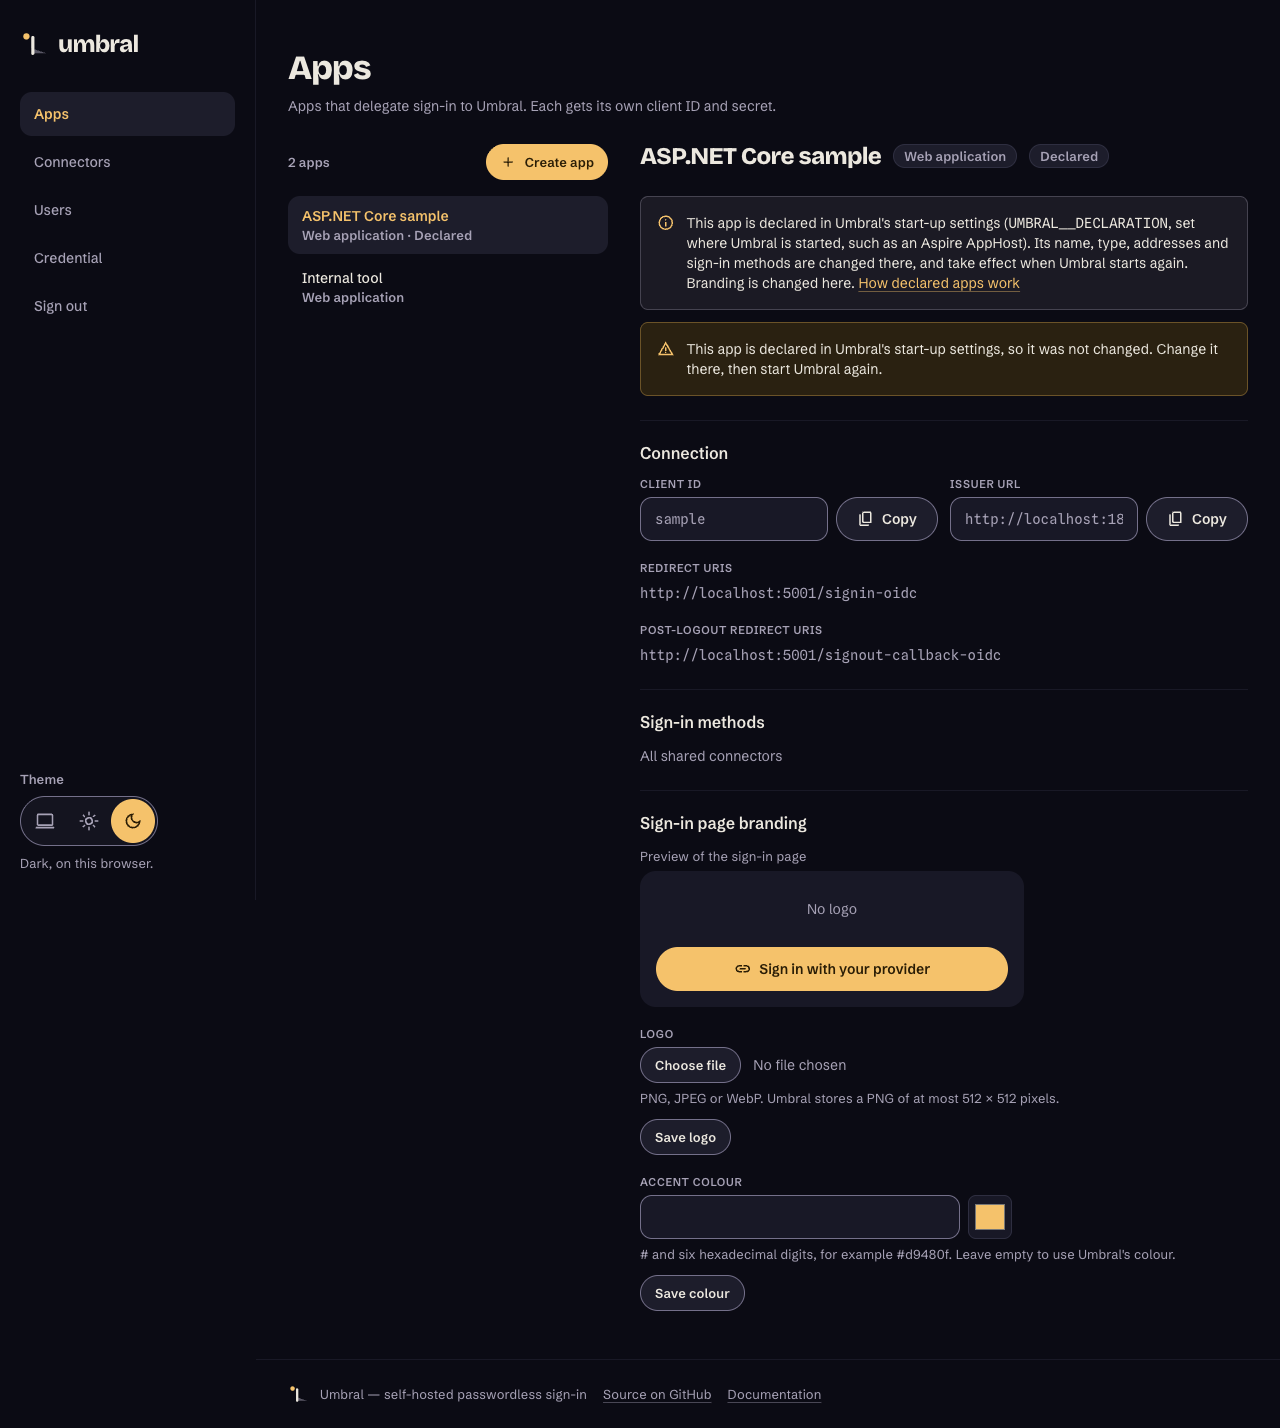 umbral
Apps
Connectors
Users
Credential
Sign out
Theme
Dark, on this browser.
Apps
Apps that delegate sign-in to Umbral. Each gets its own client ID and secret.
2 apps
Create app
ASP.NET Core sample
Web application · Declared
Internal tool
Web application
ASP.NET Core sample
Web application
Declared
This app is declared in Umbral's start-up settings (UMBRAL__DECLARATION, set
where Umbral is started, such as an Aspire AppHost). Its name, type, addresses and
sign-in methods are changed there, and take effect when Umbral starts again.
Branding is changed here. How declared apps work
This app is declared in Umbral's start-up settings, so it was not changed. Change it
there, then start Umbral again.
Connection
CLIENT ID
sample
Copy
ISSUER URL
http://localhost:18
Copy
REDIRECT URIS
http://localhost:5001/signin-oidc
POST-LOGOUT REDIRECT URIS
http://localhost:5001/signout-callback-oidc
Sign-in methods
All shared connectors
Sign-in page branding
Preview of the sign-in page
No logo
Sign in with your provider
LOGO
Choose file
No file chosen
PNG, JPEG or WebP. Umbral stores a PNG of at most 512 × 512 pixels.
Save logo
ACCENT COLOUR
# and six hexadecimal digits, for example #d9480f. Leave empty to use Umbral's colour.
Save colour
Umbral — self-hosted passwordless sign-in
Source on GitHub
Documentation